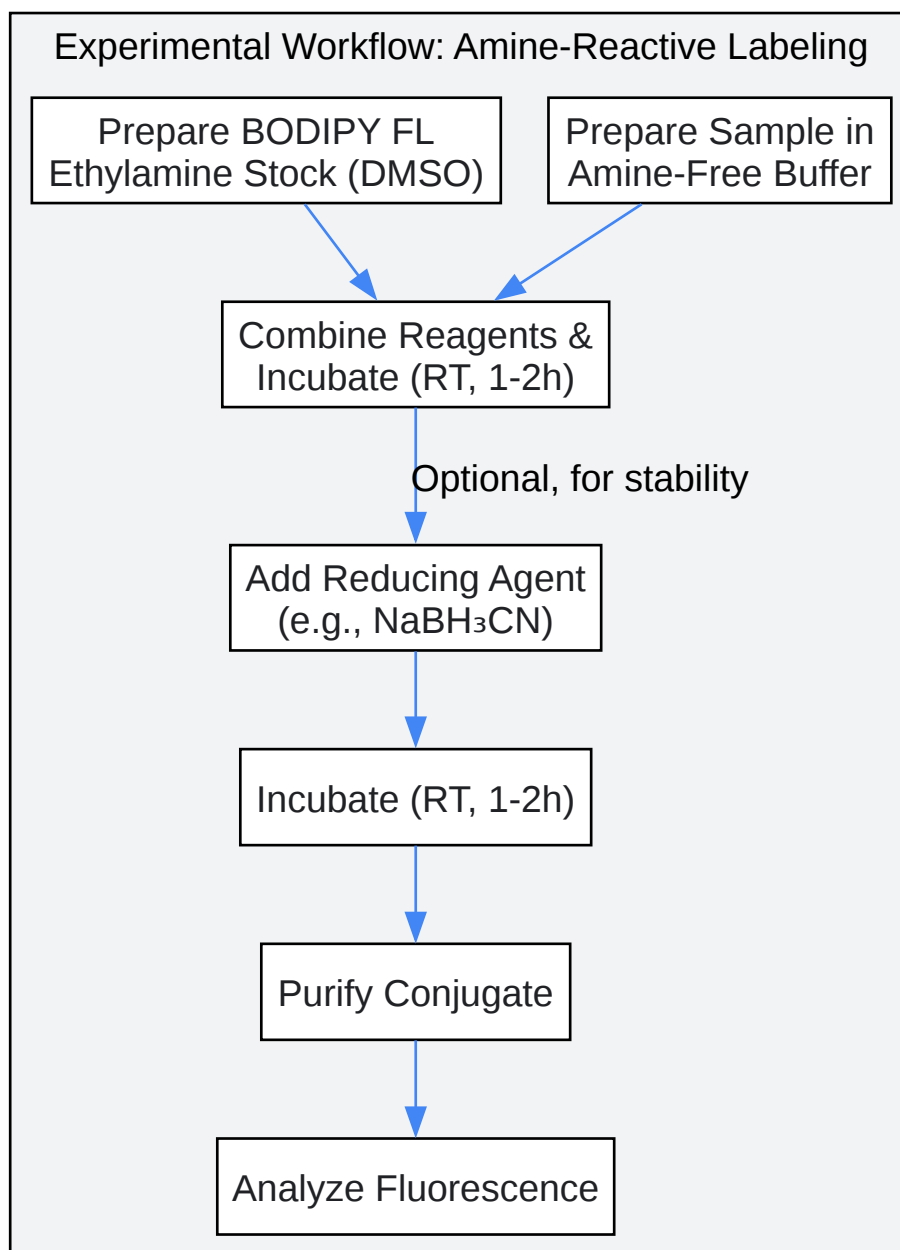 Experimental Workflow: Amine-Reactive Labeling
Prepare BODIPY FL
Ethylamine Stock (DMSO)
Prepare Sample in
Amine-Free Buffer
Combine Reagents &
Incubate (RT, 1-2h)
Optional, for stability
Add Reducing Agent
(e.g., NaBH₃CN)
Incubate (RT, 1-2h)
Purify Conjugate
Analyze Fluorescence